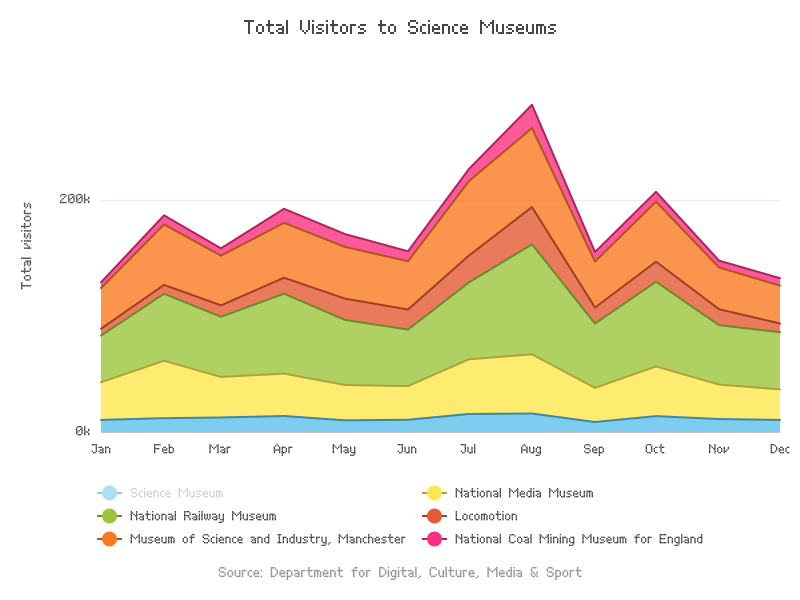 Total Visitors to Science Museums
Total visitors
200k
0k
Jan Feb Mar Apr May Jun Jul Aug Sep Oct Nov Dec
Science Museum
National Media Museum
National Railway Museum
Locomotion
Museum of Science and Industry, Manchester
National Coal Mining Museum for England
Source: Department for Digital, Culture, Media & Sport